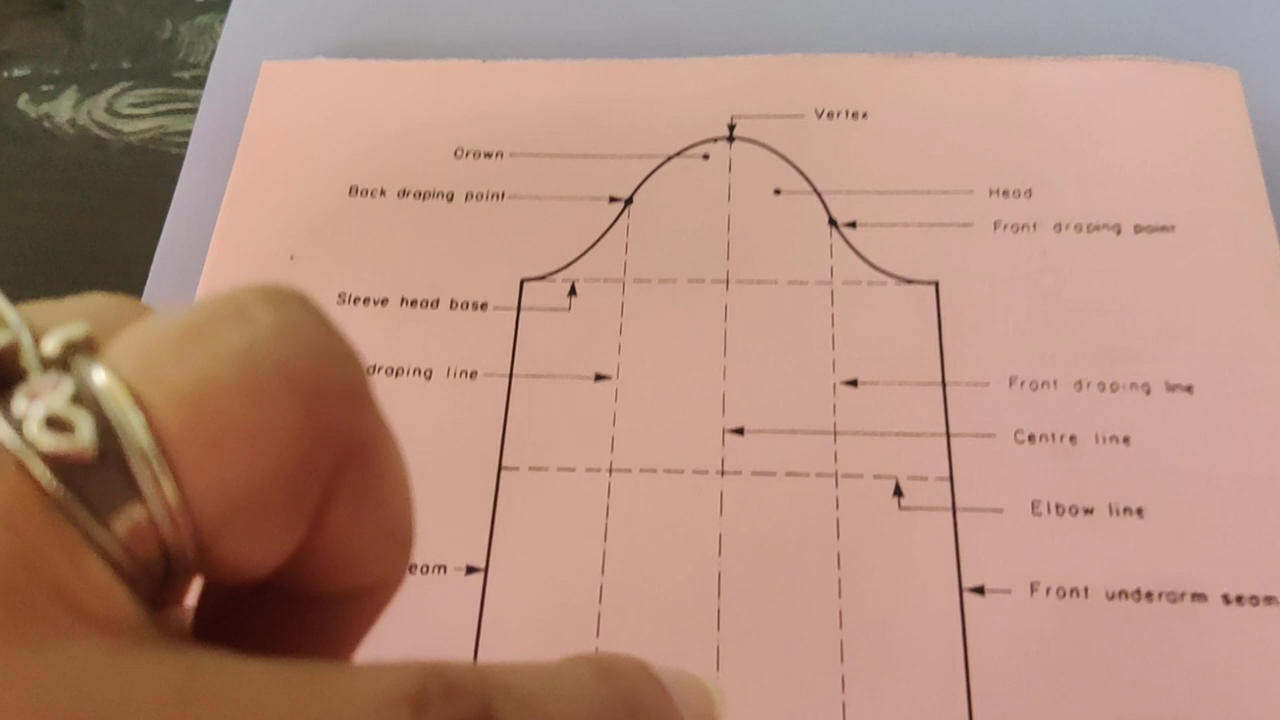 Vertex
Crown
Back draping point
Head
Front draping point
Sleeve head base
draping line
Front draping line
Centre line
Elbow line
eam
Front underarm seam